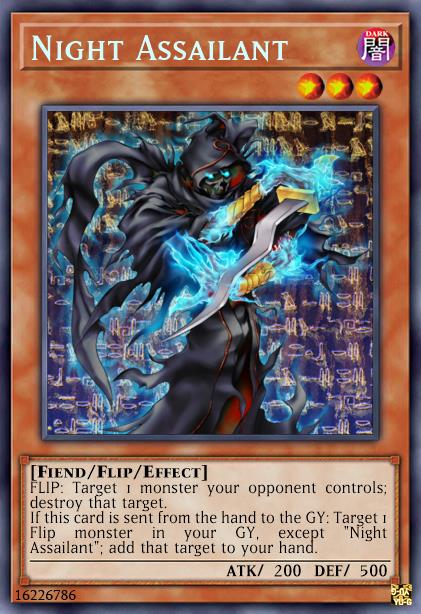 NIGHT ASSAILANT
DARK
闇
[FIEND/FLIP/EFFECT]
FLIP: Target 1 monster your opponent controls;
destroy that target.
If this card is sent from the hand to the GY: Target 1
Flip monster in your GY, except "Night
Assailant"; add that target to your hand.
ATK/ 200 DEF/ 500
16226786